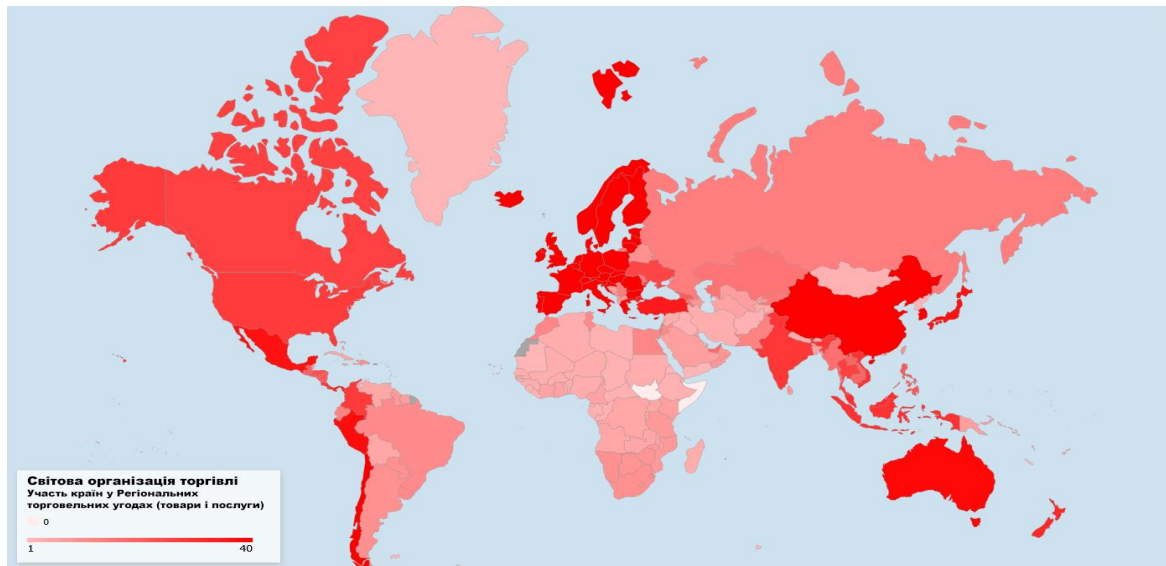 Світова організація торгівлі
Участь країн у Регіональних
торговельних угодах (товари і послуги)
0
1 40